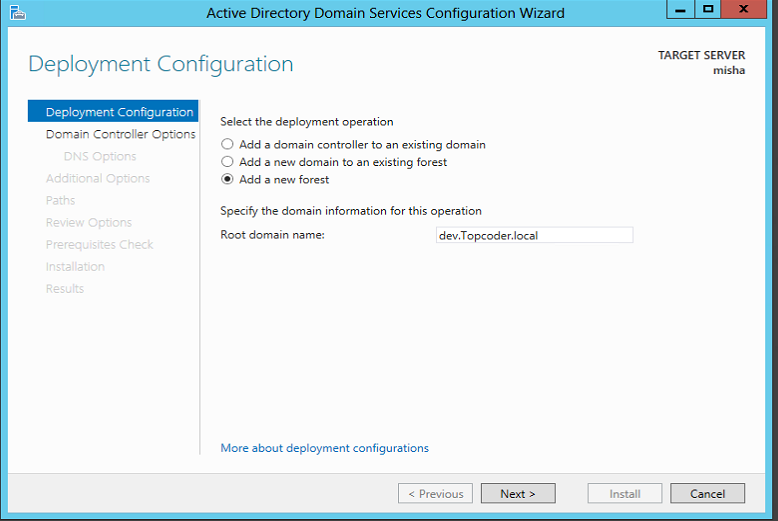 Active Directory Domain Services Configuration Wizard
Deployment Configuration
TARGET SERVER
misha
Deployment Configuration
Domain Controller Options
DNS Options
Additional Options
Paths
Review Options
Prerequisites Check
Installation
Results
Select the deployment operation
Add a domain controller to an existing domain
Add a new domain to an existing forest
Add a new forest
Specify the domain information for this operation
Root domain name: dev.Topcoder.local
More about deployment configurations
< Previous Next > Install Cancel